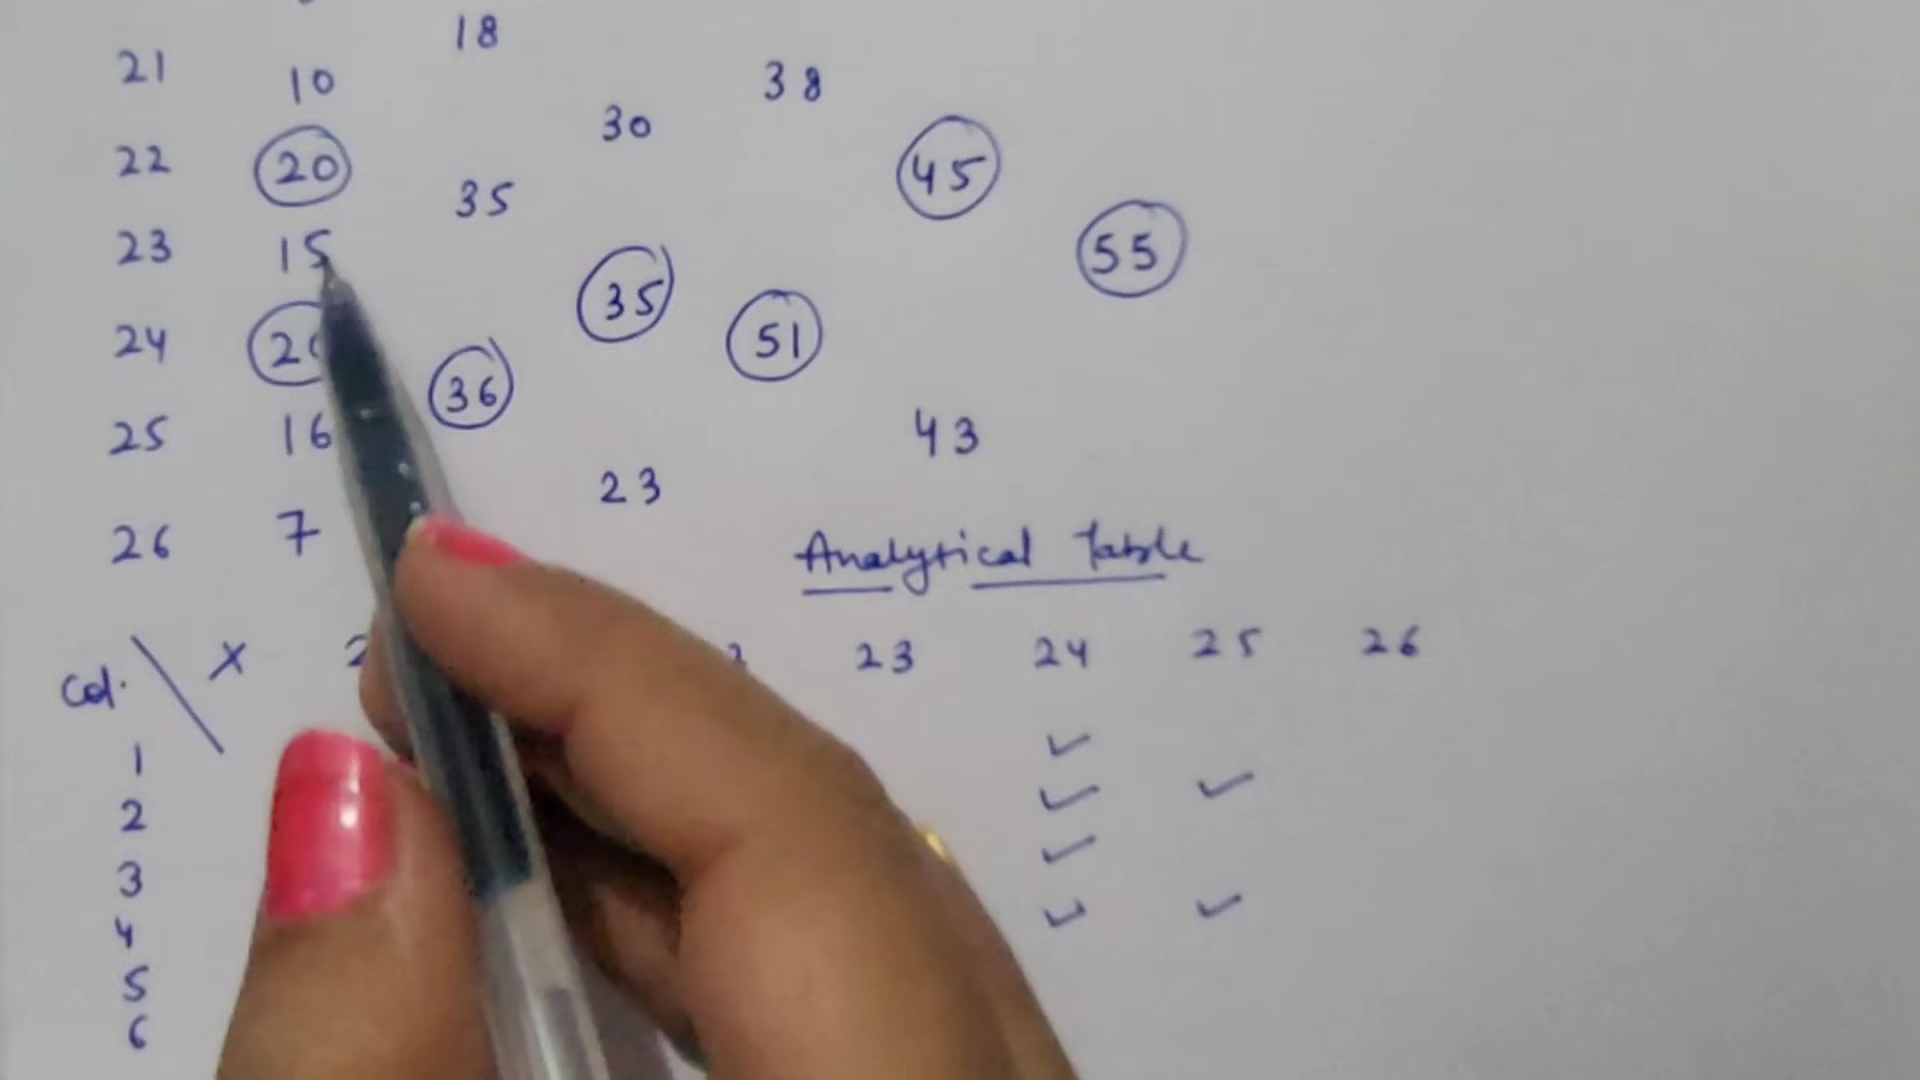 18
21 10 38
30
22 20 45
35
23 15 55
35
24 51
36
25 16 43
23
26 7
Analytical Table
Col. X 23 24 25 26
1 ✓
2 ✓ ✓
3 ✓
4 ✓ ✓
5
6